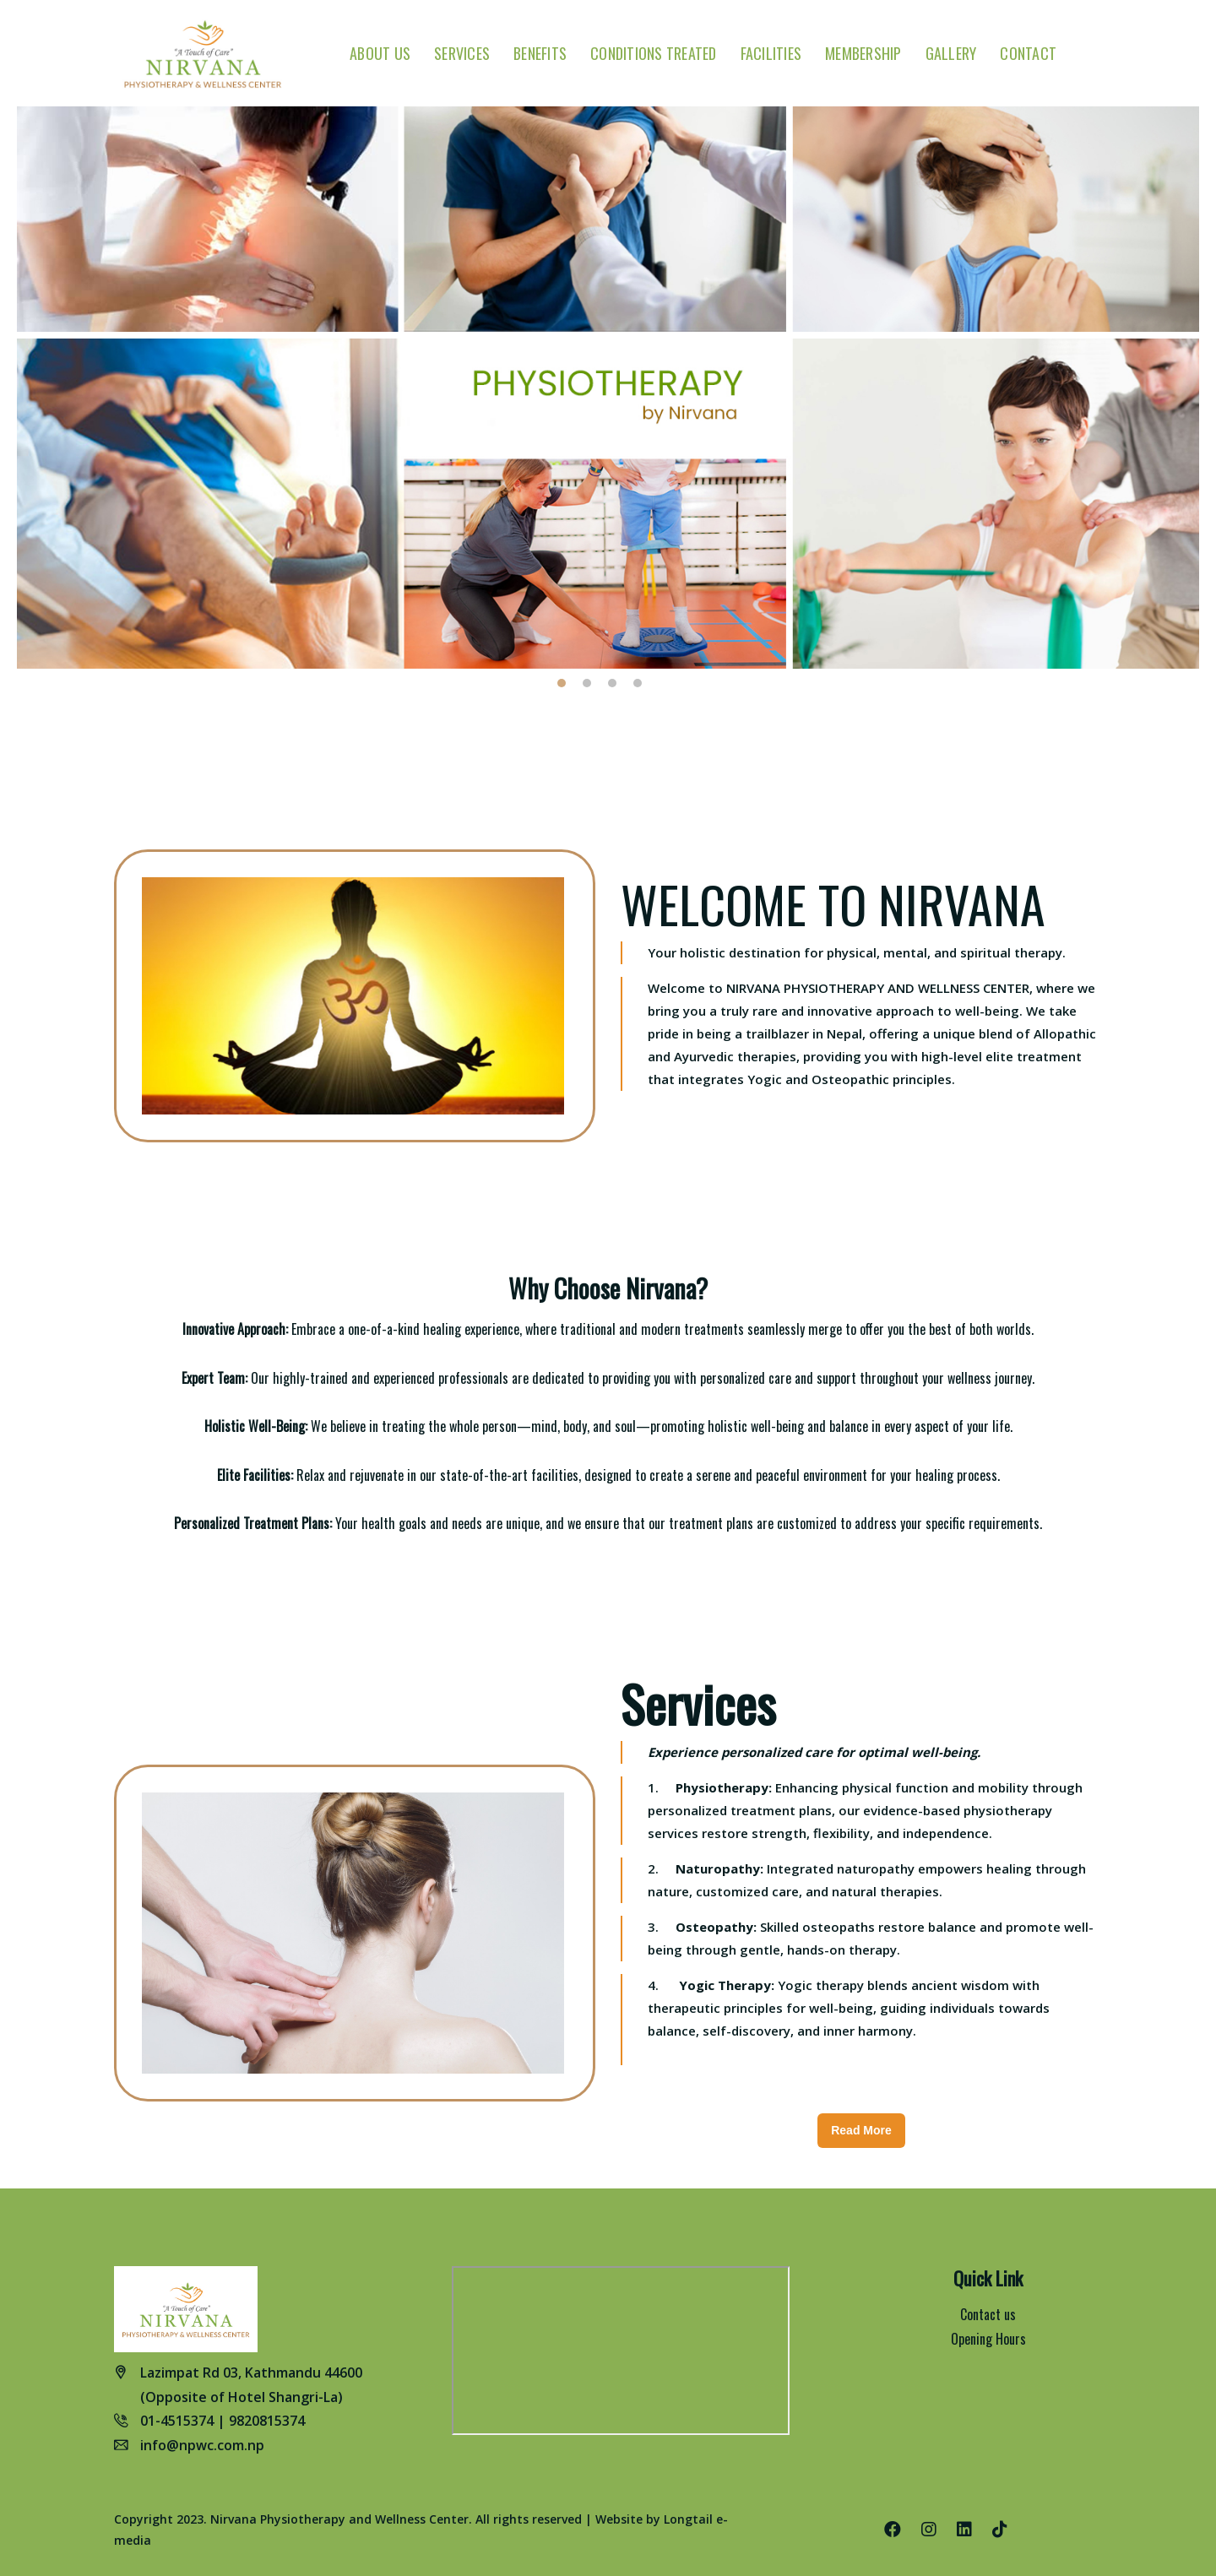 "A Touch of Care"
NIRVANA
PHYSIOTHERAPY & WELLNESS CENTER
ABOUT US SERVICES BENEFITS CONDITIONS TREATED FACILITIES MEMBERSHIP GALLERY CONTACT
PHYSIOTHERAPY
by Nirvana
ॐ
WELCOME TO NIRVANA
Your holistic destination for physical, mental, and spiritual therapy.
Welcome to NIRVANA PHYSIOTHERAPY AND WELLNESS CENTER, where we
bring you a truly rare and innovative approach to well-being. We take
pride in being a trailblazer in Nepal, offering a unique blend of Allopathic
and Ayurvedic therapies, providing you with high-level elite treatment
that integrates Yogic and Osteopathic principles.
Why Choose Nirvana?
Innovative Approach: Embrace a one-of-a-kind healing experience, where traditional and modern treatments seamlessly merge to offer you the best of both worlds.
Expert Team: Our highly-trained and experienced professionals are dedicated to providing you with personalized care and support throughout your wellness journey.
Holistic Well-Being: We believe in treating the whole person—mind, body, and soul—promoting holistic well-being and balance in every aspect of your life.
Elite Facilities: Relax and rejuvenate in our state-of-the-art facilities, designed to create a serene and peaceful environment for your healing process.
Personalized Treatment Plans: Your health goals and needs are unique, and we ensure that our treatment plans are customized to address your specific requirements.
Services
Experience personalized care for optimal well-being.
1. Physiotherapy: Enhancing physical function and mobility through
personalized treatment plans, our evidence-based physiotherapy
services restore strength, flexibility, and independence.
2. Naturopathy: Integrated naturopathy empowers healing through
nature, customized care, and natural therapies.
3. Osteopathy: Skilled osteopaths restore balance and promote well-
being through gentle, hands-on therapy.
4. Yogic Therapy: Yogic therapy blends ancient wisdom with
therapeutic principles for well-being, guiding individuals towards
balance, self-discovery, and inner harmony.
Read More
"A Touch of Care"
NIRVANA
PHYSIOTHERAPY & WELLNESS CENTER
Lazimpat Rd 03, Kathmandu 44600
(Opposite of Hotel Shangri-La)
01-4515374 | 9820815374
info@npwc.com.np
Quick Link
Contact us
Opening Hours
Copyright 2023. Nirvana Physiotherapy and Wellness Center. All rights reserved | Website by Longtail e-
media